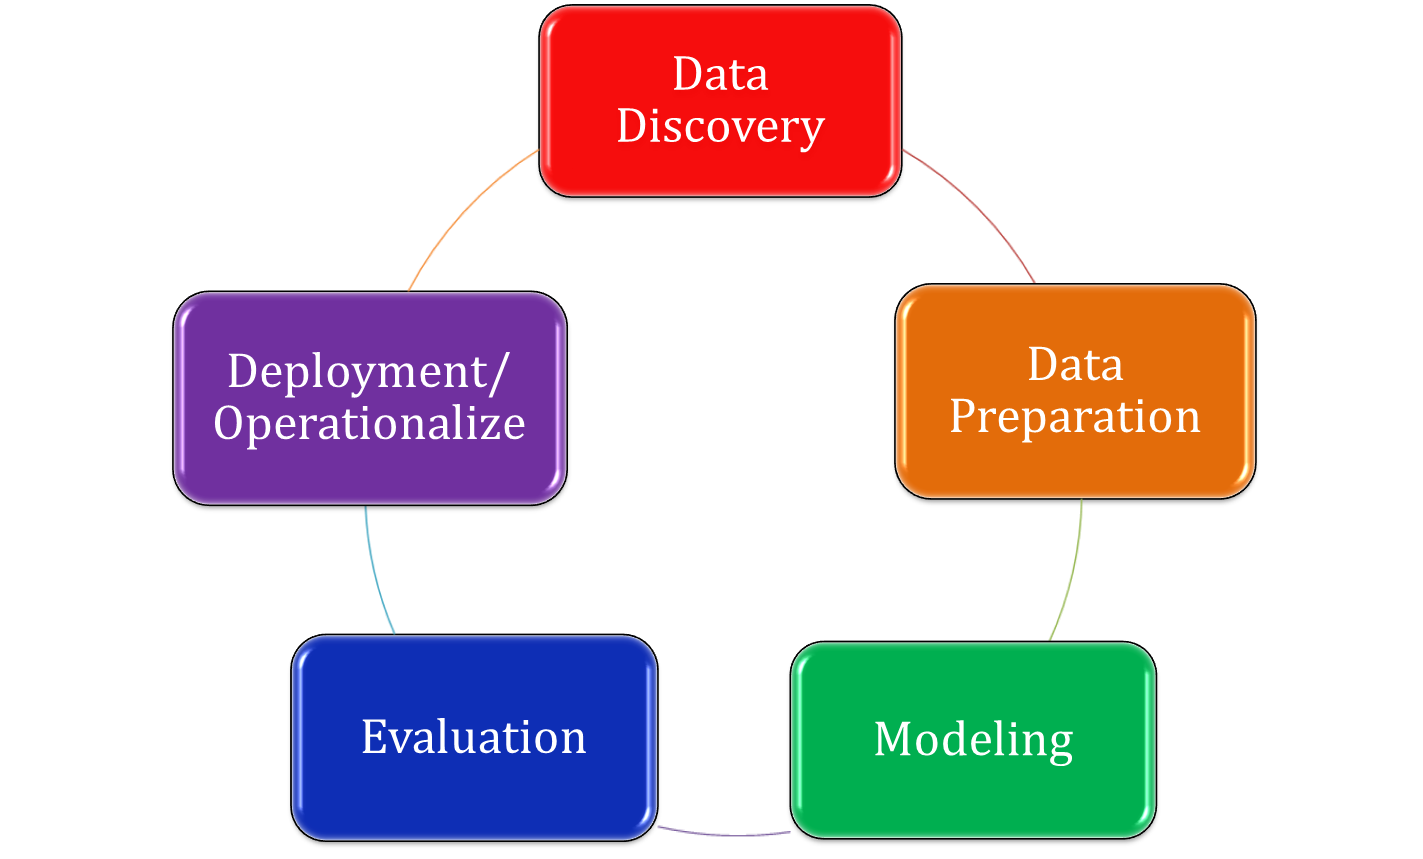 Data
Discovery
Data
Preparation
Modeling
Evaluation
Deployment/
Operationalize